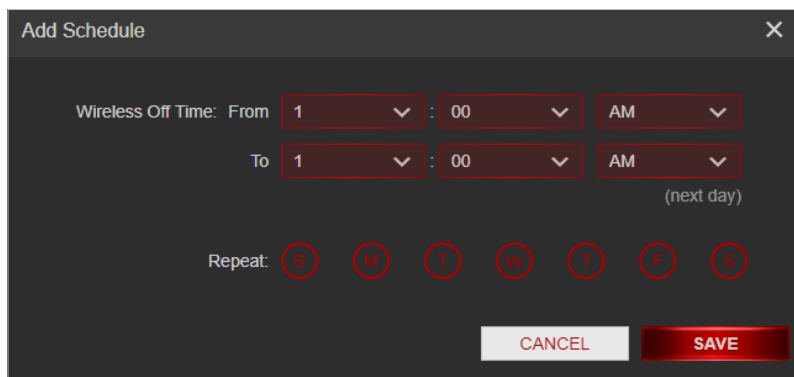 Add Schedule
Wireless Off Time: From 1 : 00 AM
To 1 : 00 AM
(next day)
Repeat: S M T W T F S
CANCEL SAVE